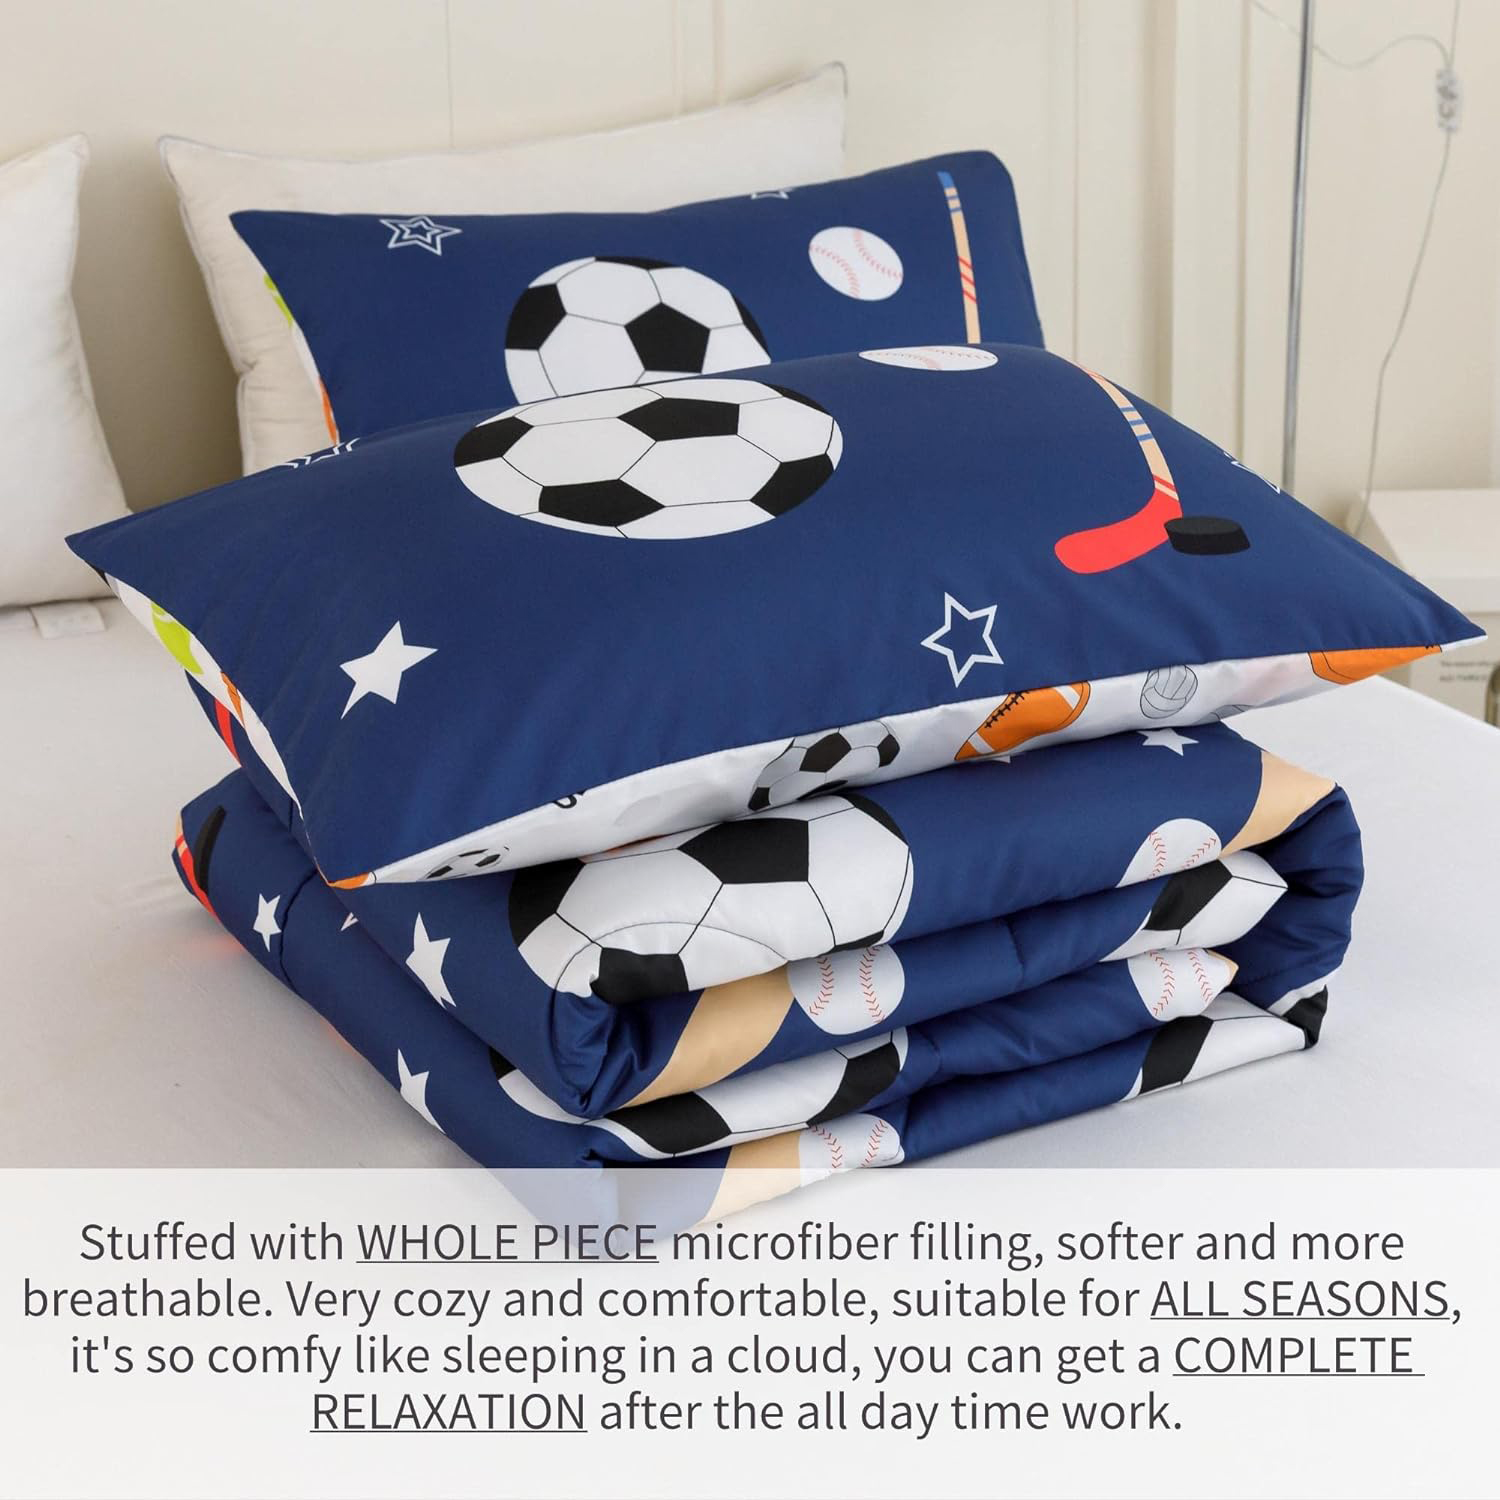 Stuffed with WHOLE PIECE microfiber filling, softer and more
breathable. Very cozy and comfortable, suitable for ALL SEASONS,
it's so comfy like sleeping in a cloud, you can get a COMPLETE
RELAXATION after the all day time work.